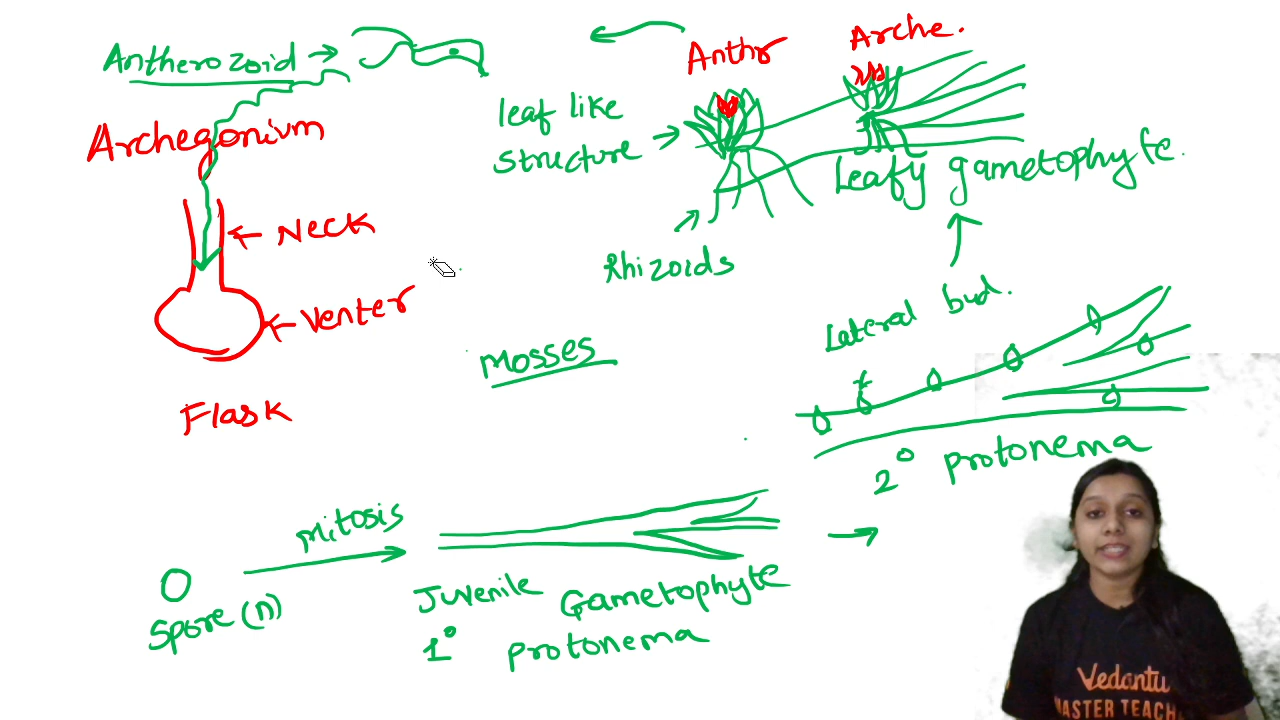 Antherozoid →
Archegonium
← Neck
← Venter
Flask
Anthr
Arche.
leaf like
structure →
Leafy gametophyte.
Rhizoids
Lateral bud.
Mosses
2° protonema
mitosis
Spore (n)
Juvenile Gametophyte
1° protonema
Vedantu
MASTER TEACH